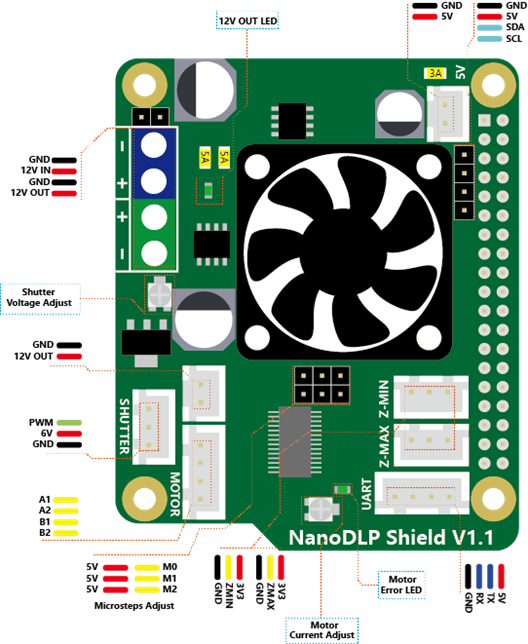 12V OUT LED
GND
5V
GND
5V
SDA
SCL
3A
5V
GND
12V IN
GND
12V OUT
−
+
+
−
5A
5A
Shutter
Voltage Adjust
GND
12V OUT
PWM
6V
GND
SHUTTER
MOTOR
Z-MIN
Z-MAX
UART
A1
A2
B1
B2
NanoDLP Shield V1.1
5V
M0
5V
M1
5V
M2
Microsteps Adjust
GND
ZMIN
3V3
GND
ZMAX
3V3
Motor
Error LED
GND
RX
TX
5V
Motor
Current Adjust